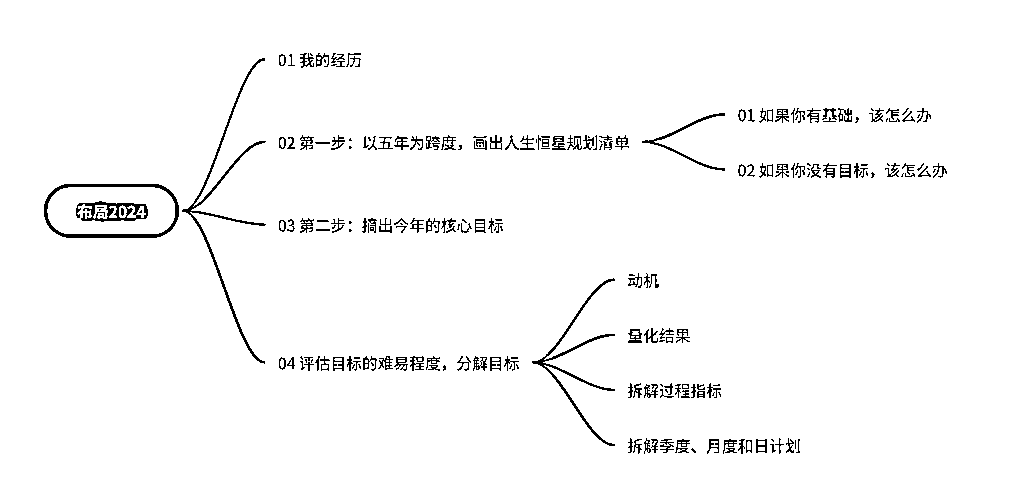 布局2024
01 我的经历
02 第一步：以五年为跨度，画出人生恒星规划清单
01 如果你有基础，该怎么办
02 如果你没有目标，该怎么办
03 第二步：摘出今年的核心目标
04 评估目标的难易程度，分解目标
动机
量化结果
拆解过程指标
拆解季度、月度和日计划